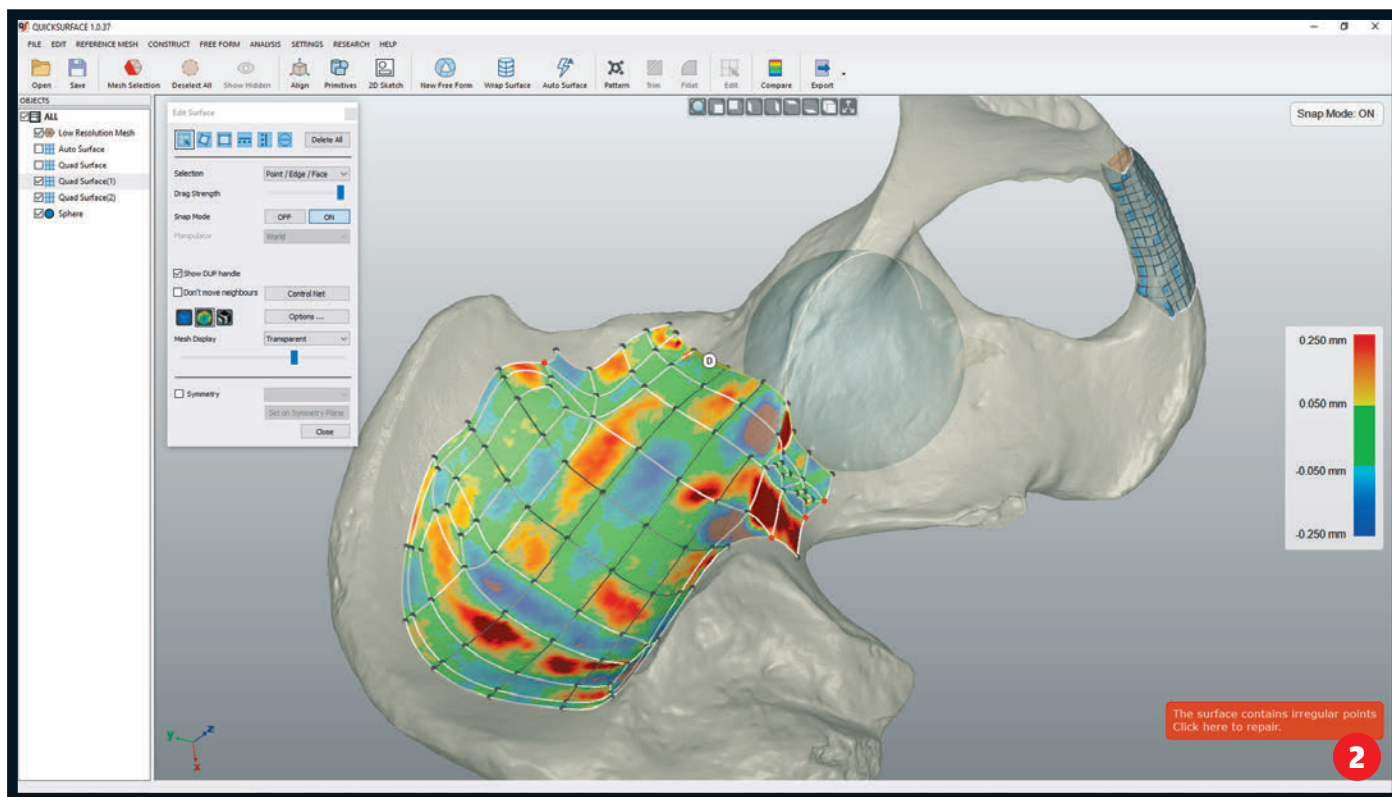 QUICKSURFACE 1.0.37
FILE EDIT REFERENCE MESH CONSTRUCT FREE FORM ANALYSIS SETTINGS RESEARCH HELP
Open Save Mesh Selection Deselect All Show Hidden Align Primitives 2D Sketch New Free Form Wrap Surface Auto Surface Pattern Trim Fillet Edit Compare Export
OBJECTS
ALL
Low Resolution Mesh
Auto Surface
Quad Surface
Quad Surface(1)
Quad Surface(2)
Sphere
Edit Surface
Delete All
Selection Point / Edge / Face
Drag Strength
Snap Mode OFF ON
Manipulator World
Show DUP handle
Don't move neighbours Control Net
Options ...
Mesh Display Transparent
Symmetry
Set on Symmetry Plane
Close
Snap Mode: ON
D
0.250 mm
0.050 mm
-0.050 mm
-0.250 mm
The surface contains irregular points
Click here to repair.
y z
x
2